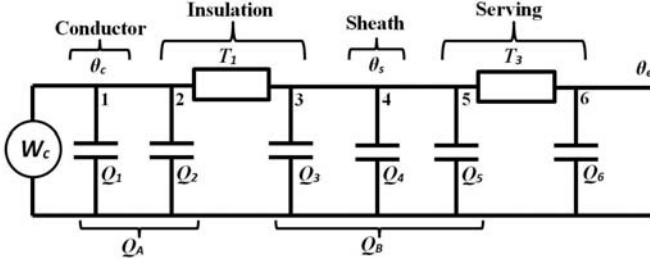 Insulation
Serving
Conductor
Sheath
T1
T3
θc
θs
θe
1
2
3
4
5
6
Wc
Q1
Q2
Q3
Q4
Q5
Q6
QA
QB